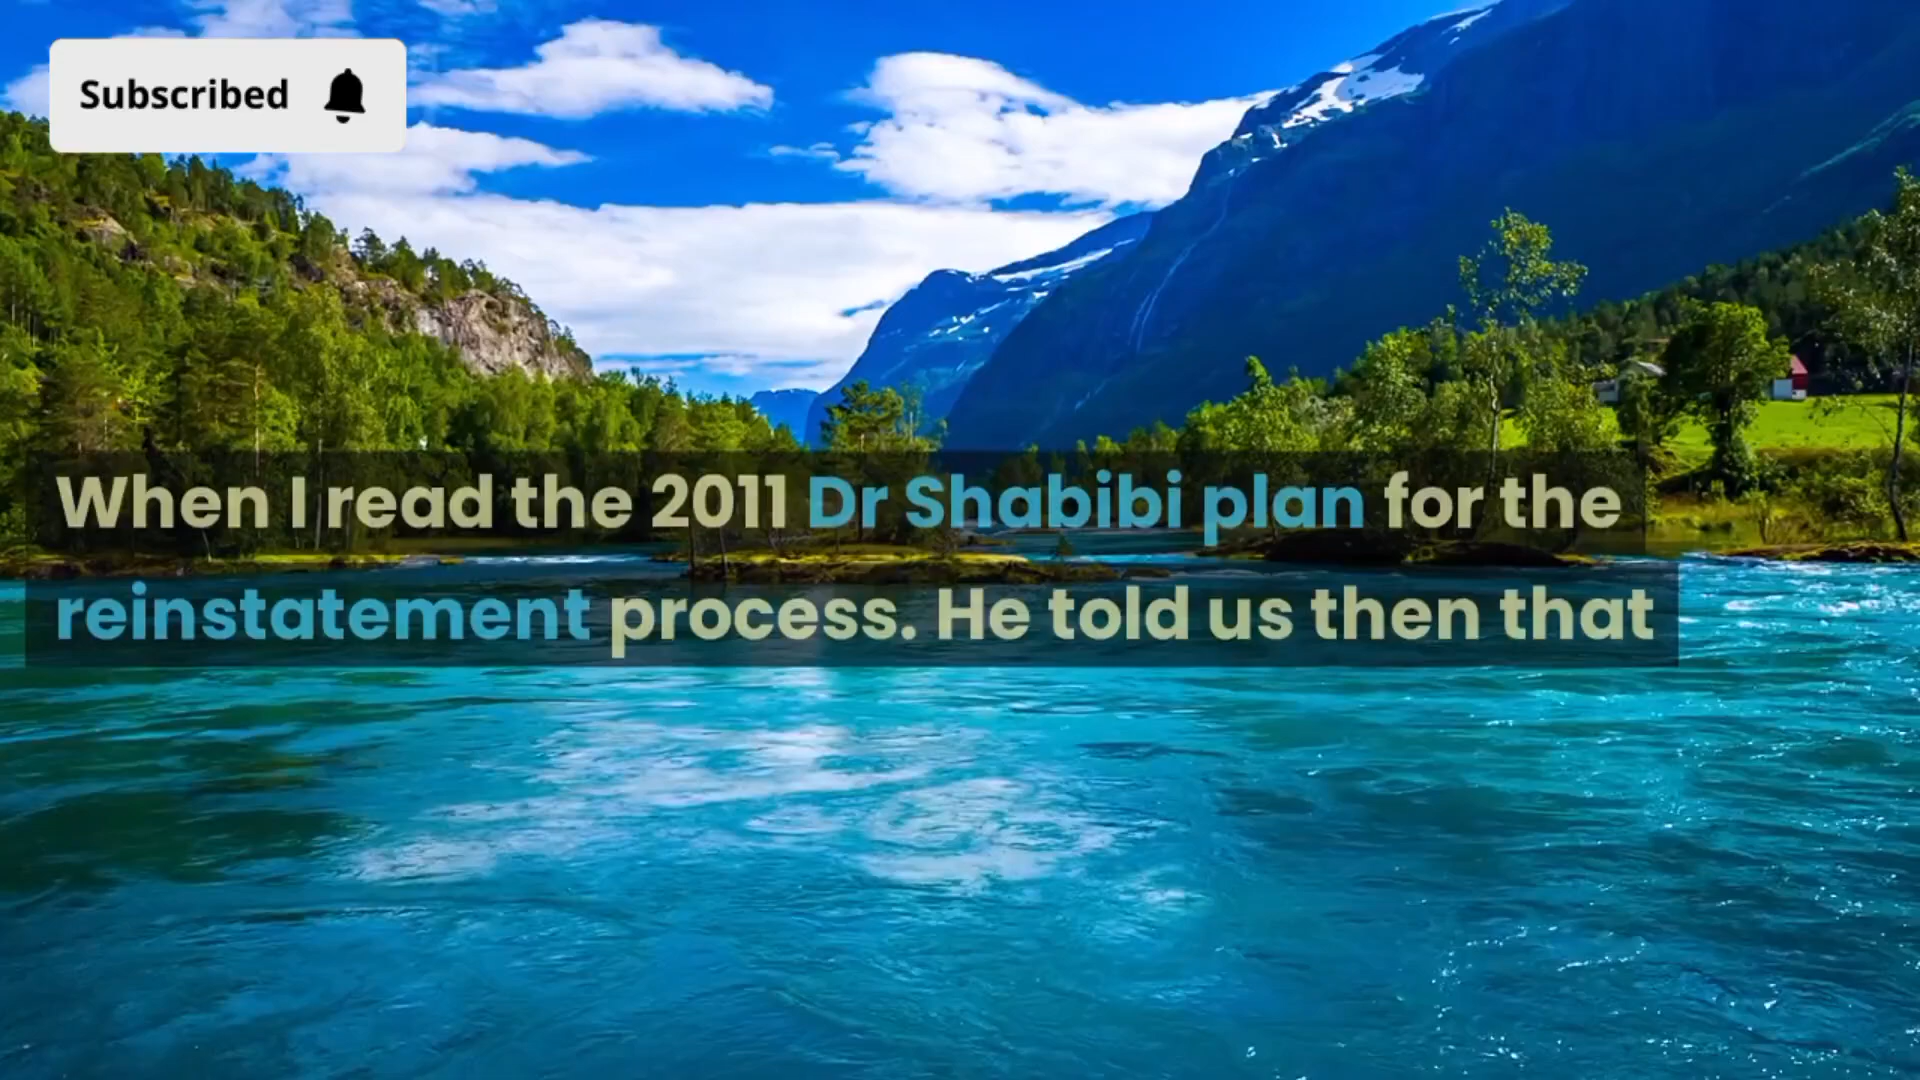 Subscribed
When I read the 2011 Dr Shabibi plan for the
reinstatement process. He told us then that